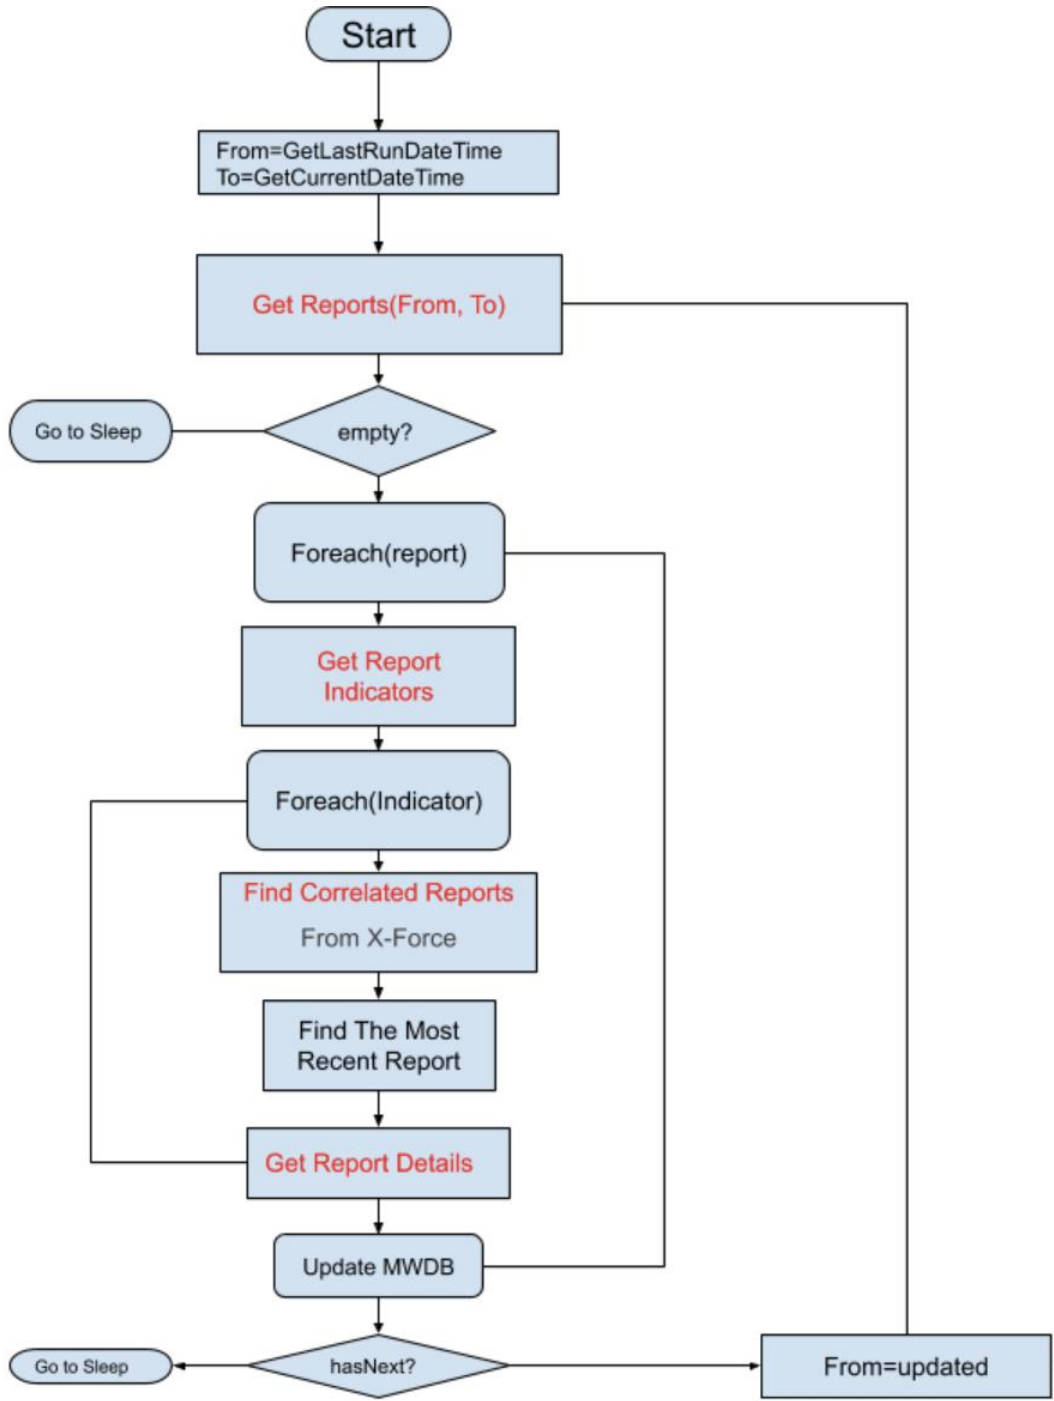 Start
From=GetLastRunDateTime
To=GetCurrentDateTime
Get Reports(From, To)
Go to Sleep
empty?
Foreach(report)
Get Report
Indicators
Foreach(Indicator)
Find Correlated Reports
From X-Force
Find The Most
Recent Report
Get Report Details
Update MWDB
Go to Sleep
hasNext?
From=updated